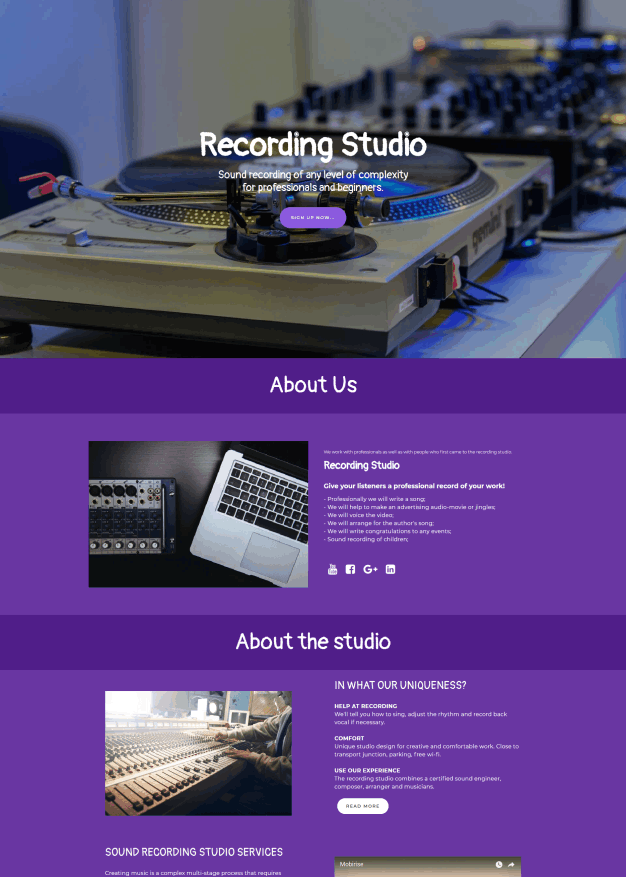 Recording Studio
Sound recording of any level of complexity
for professionals and beginners.
SIGN UP NOW...
gemini
About Us
We work with professionals as well as with people who first came to the recording studio.
Recording Studio
Give your listeners a professional record of your work!
- Professionally we will write a song;
- We will help to make an advertising audio-movie or jingles;
- We will voice the video;
- We will arrange for the author's song;
- We will write congratulations to any events;
- Sound recording of children;
You
Tube
G+
in
About the studio
IN WHAT OUR UNIQUENESS?
HELP AT RECORDING
We'll tell you how to sing, adjust the rhythm and record back
vocal if necessary.
COMFORT
Unique studio design for creative and comfortable work. Close to
transport junction, parking, free wi-fi.
USE OUR EXPERIENCE
The recording studio combines a certified sound engineer,
composer, arranger and musicians.
READ MORE
SOUND RECORDING STUDIO SERVICES
Creating music is a complex multi-stage process that requires
Mobirise